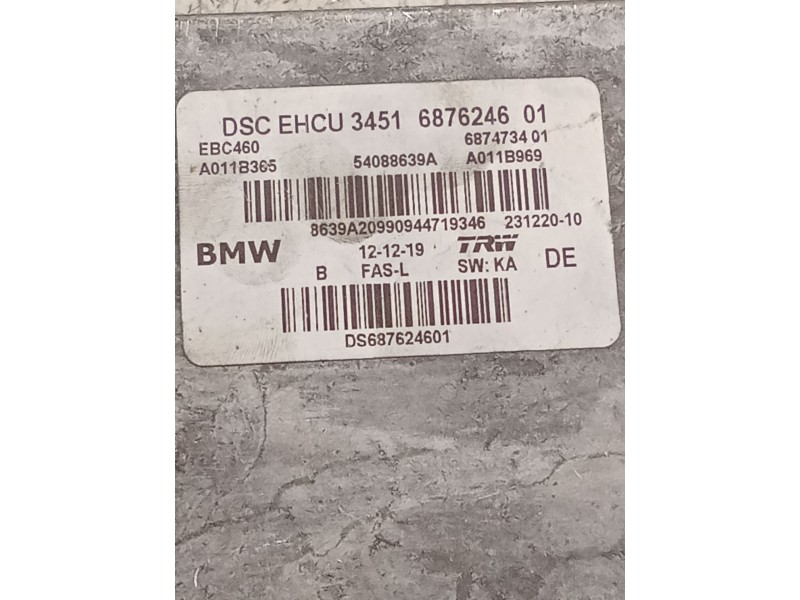 DSC EHCU 3451 6876246 01
EBC460 6874734 01
A011B365 54088639A A011B969
8639A20990944719346 231220-10
BMW 12-12-19 TRW DE
B FAS-L SW: KA
DS687624601